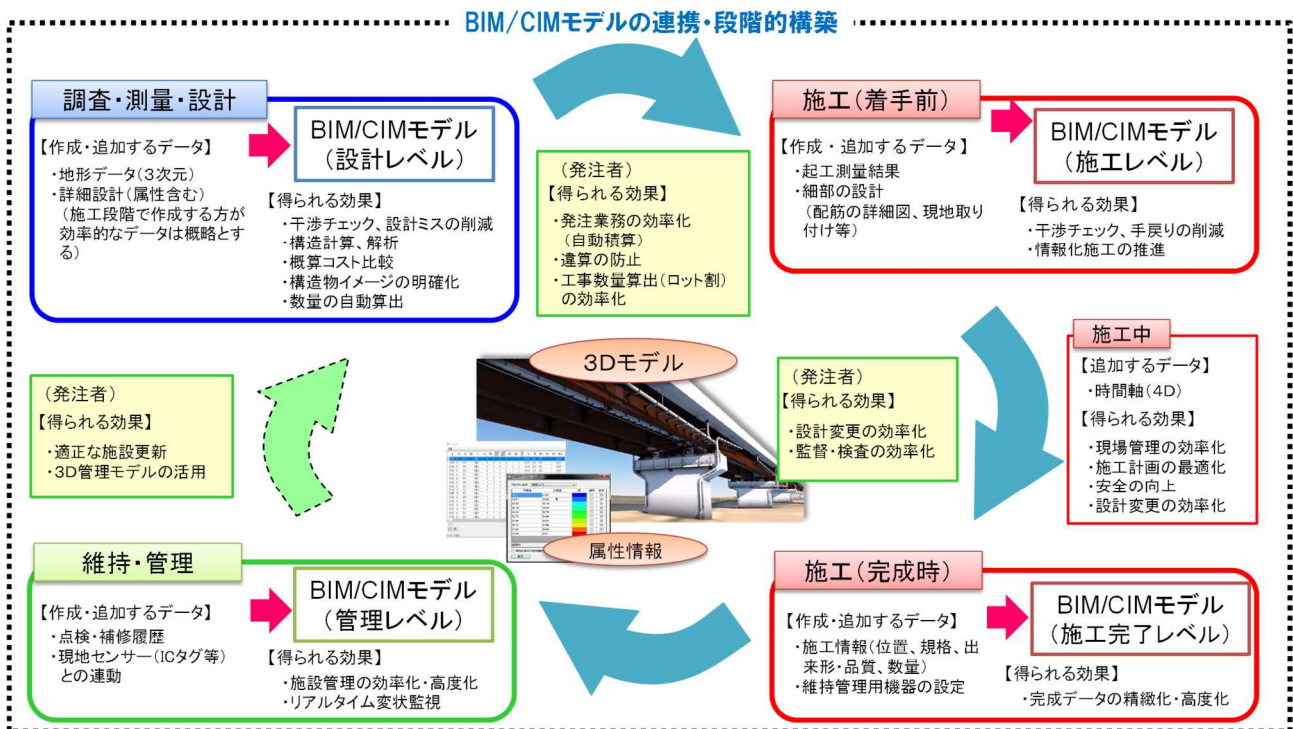 BIM/CIMモデルの連携・段階的構築
調査・測量・設計
BIM/CIMモデル
（設計レベル）
【作成・追加するデータ】
・地形データ（３次元）
・詳細設計（属性含む）
（施工段階で作成する方が
効率的なデータは概略とす
る）
【得られる効果】
・干渉チェック、設計ミスの削減
・構造計算、解析
・概算コスト比較
・構造物イメージの明確化
・数量の自動算出
（発注者）
【得られる効果】
・発注業務の効率化
（自動積算）
・違算の防止
・工事数量算出（ロット割）
の効率化
施工（着手前）
BIM/CIMモデル
（施工レベル）
【作成・追加するデータ】
・起工測量結果
・細部の設計
（配筋の詳細図、現地取り
付け等）
【得られる効果】
・干渉チェック、手戻りの削減
・情報化施工の推進
施工中
【追加するデータ】
・時間軸（4D）
【得られる効果】
・現場管理の効率化
・施工計画の最適化
・安全の向上
・設計変更の効率化
（発注者）
【得られる効果】
・設計変更の効率化
・監督・検査の効率化
３Dモデル
属性情報
（発注者）
【得られる効果】
・適正な施設更新
・３D管理モデルの活用
維持・管理
BIM/CIMモデル
（管理レベル）
【作成・追加するデータ】
・点検・補修履歴
・現地センサー（ICタグ等）
との連動
【得られる効果】
・施設管理の効率化・高度化
・リアルタイム変状監視
施工（完成時）
BIM/CIMモデル
（施工完了レベル）
【作成・追加するデータ】
・施工情報（位置、規格、出
来形・品質、数量）
・維持管理用機器の設定
【得られる効果】
・完成データの精緻化・高度化